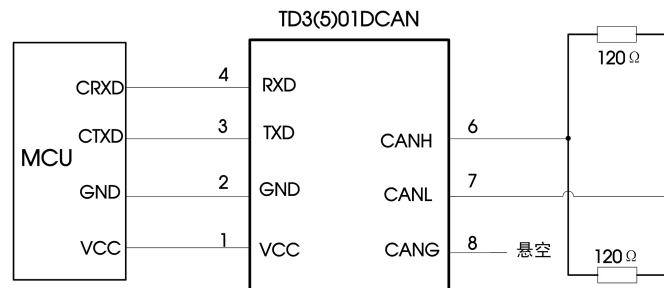 TD3(5)01DCAN
120Ω
CRXD 4 RXD
CTXD 3 TXD CANH 6
MCU
GND 2 GND CANL 7
VCC 1 VCC CANG 8 悬空
120Ω